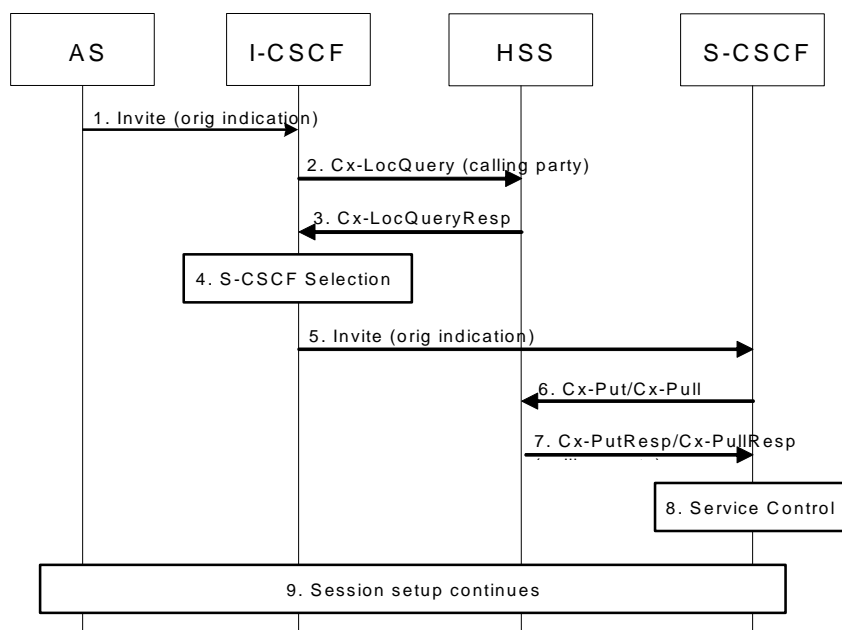 AS
I-CSCF
HSS
S-CSCF
1. Invite (orig indication)
2. Cx-LocQuery (calling party)
3. Cx-LocQueryResp
4. S-CSCF Selection
5. Invite (orig indication)
6. Cx-Put/Cx-Pull
7. Cx-PutResp/Cx-PullResp
8. Service Control
9. Session setup continues